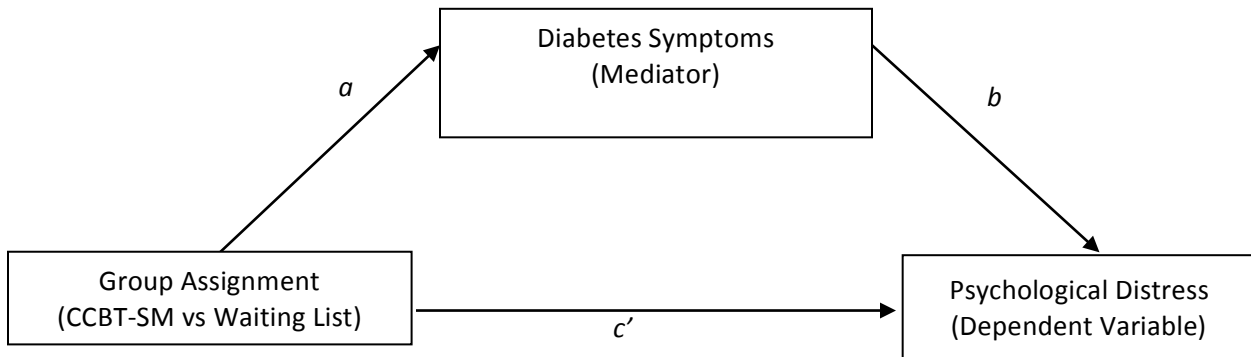 Diabetes Symptoms
(Mediator)
a
b
Group Assignment
(CCBT-SM vs Waiting List)
c’
Psychological Distress
(Dependent Variable)